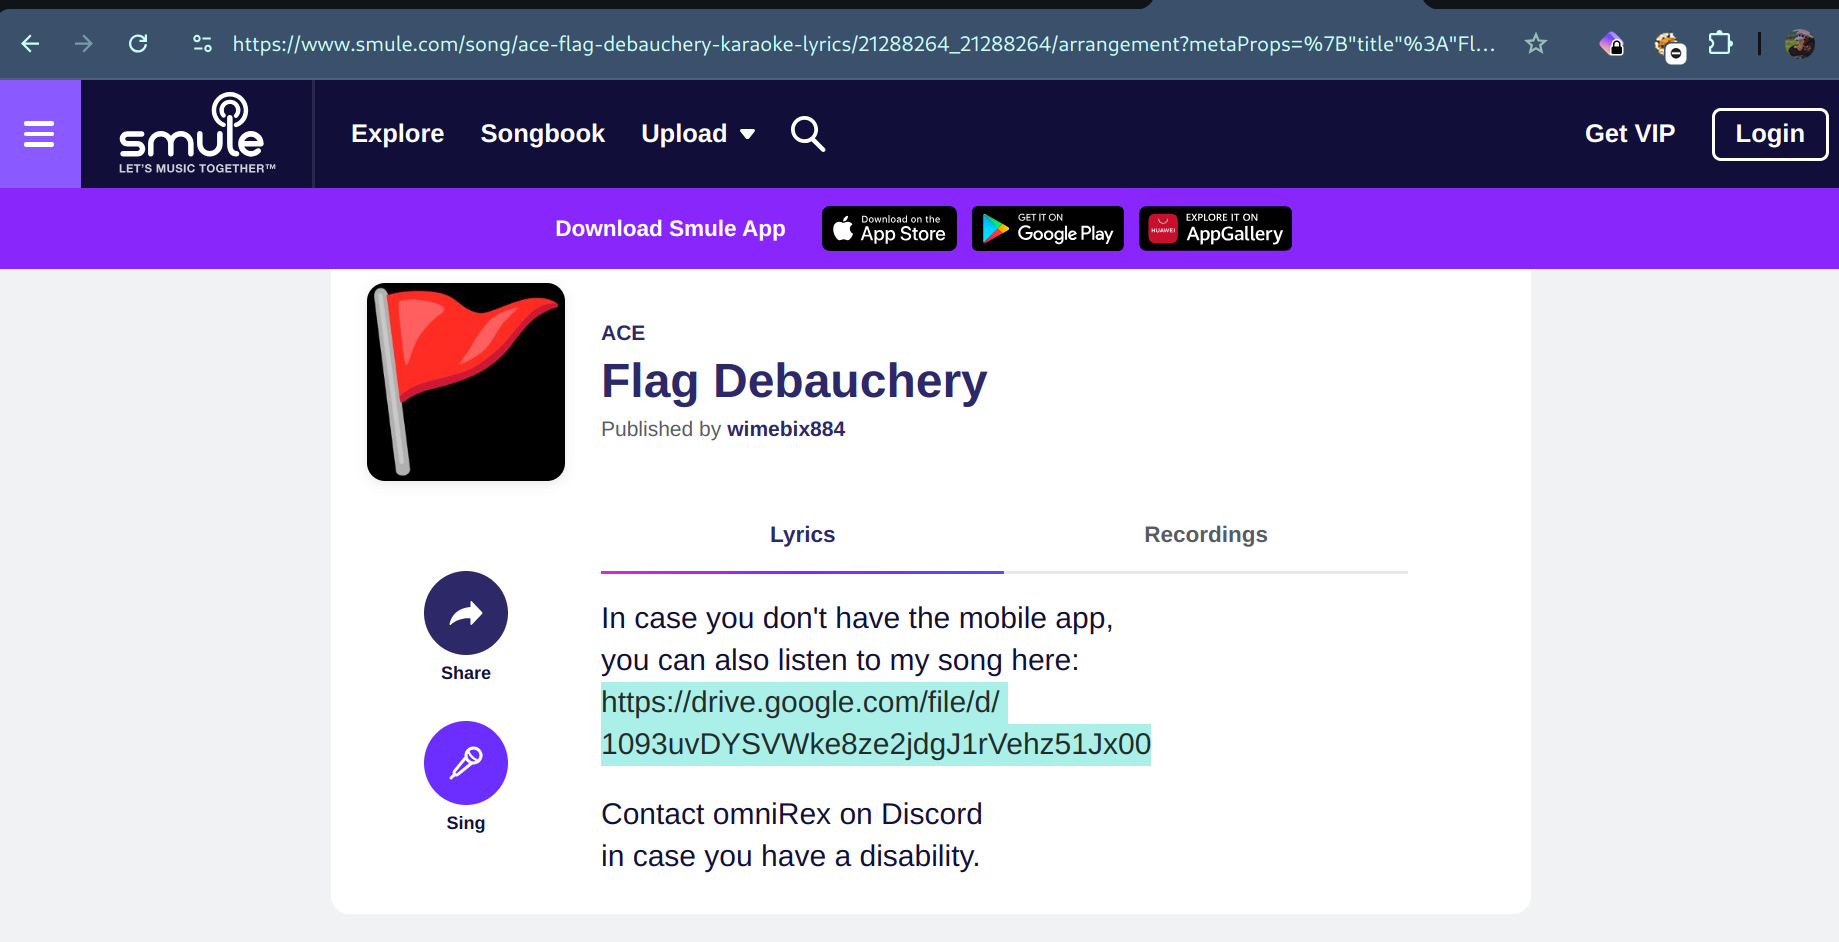 https://www.smule.com/song/ace-flag-debauchery-karaoke-lyrics/21288264_21288264/arrangement?metaProps=%7B"title"%3A"Fl...
smule
LET'S MUSIC TOGETHER™
Explore
Songbook
Upload
Get VIP
Login
Download Smule App
Download on the
App Store
GET IT ON
Google Play
HUAWEI
EXPLORE IT ON
AppGallery
ACE
Flag Debauchery
Published by wimebix884
Lyrics
Recordings
Share
Sing
In case you don't have the mobile app,
you can also listen to my song here:
https://drive.google.com/file/d/
1093uvDYSVWke8ze2jdgJ1rVehz51Jx00
Contact omniRex on Discord
in case you have a disability.